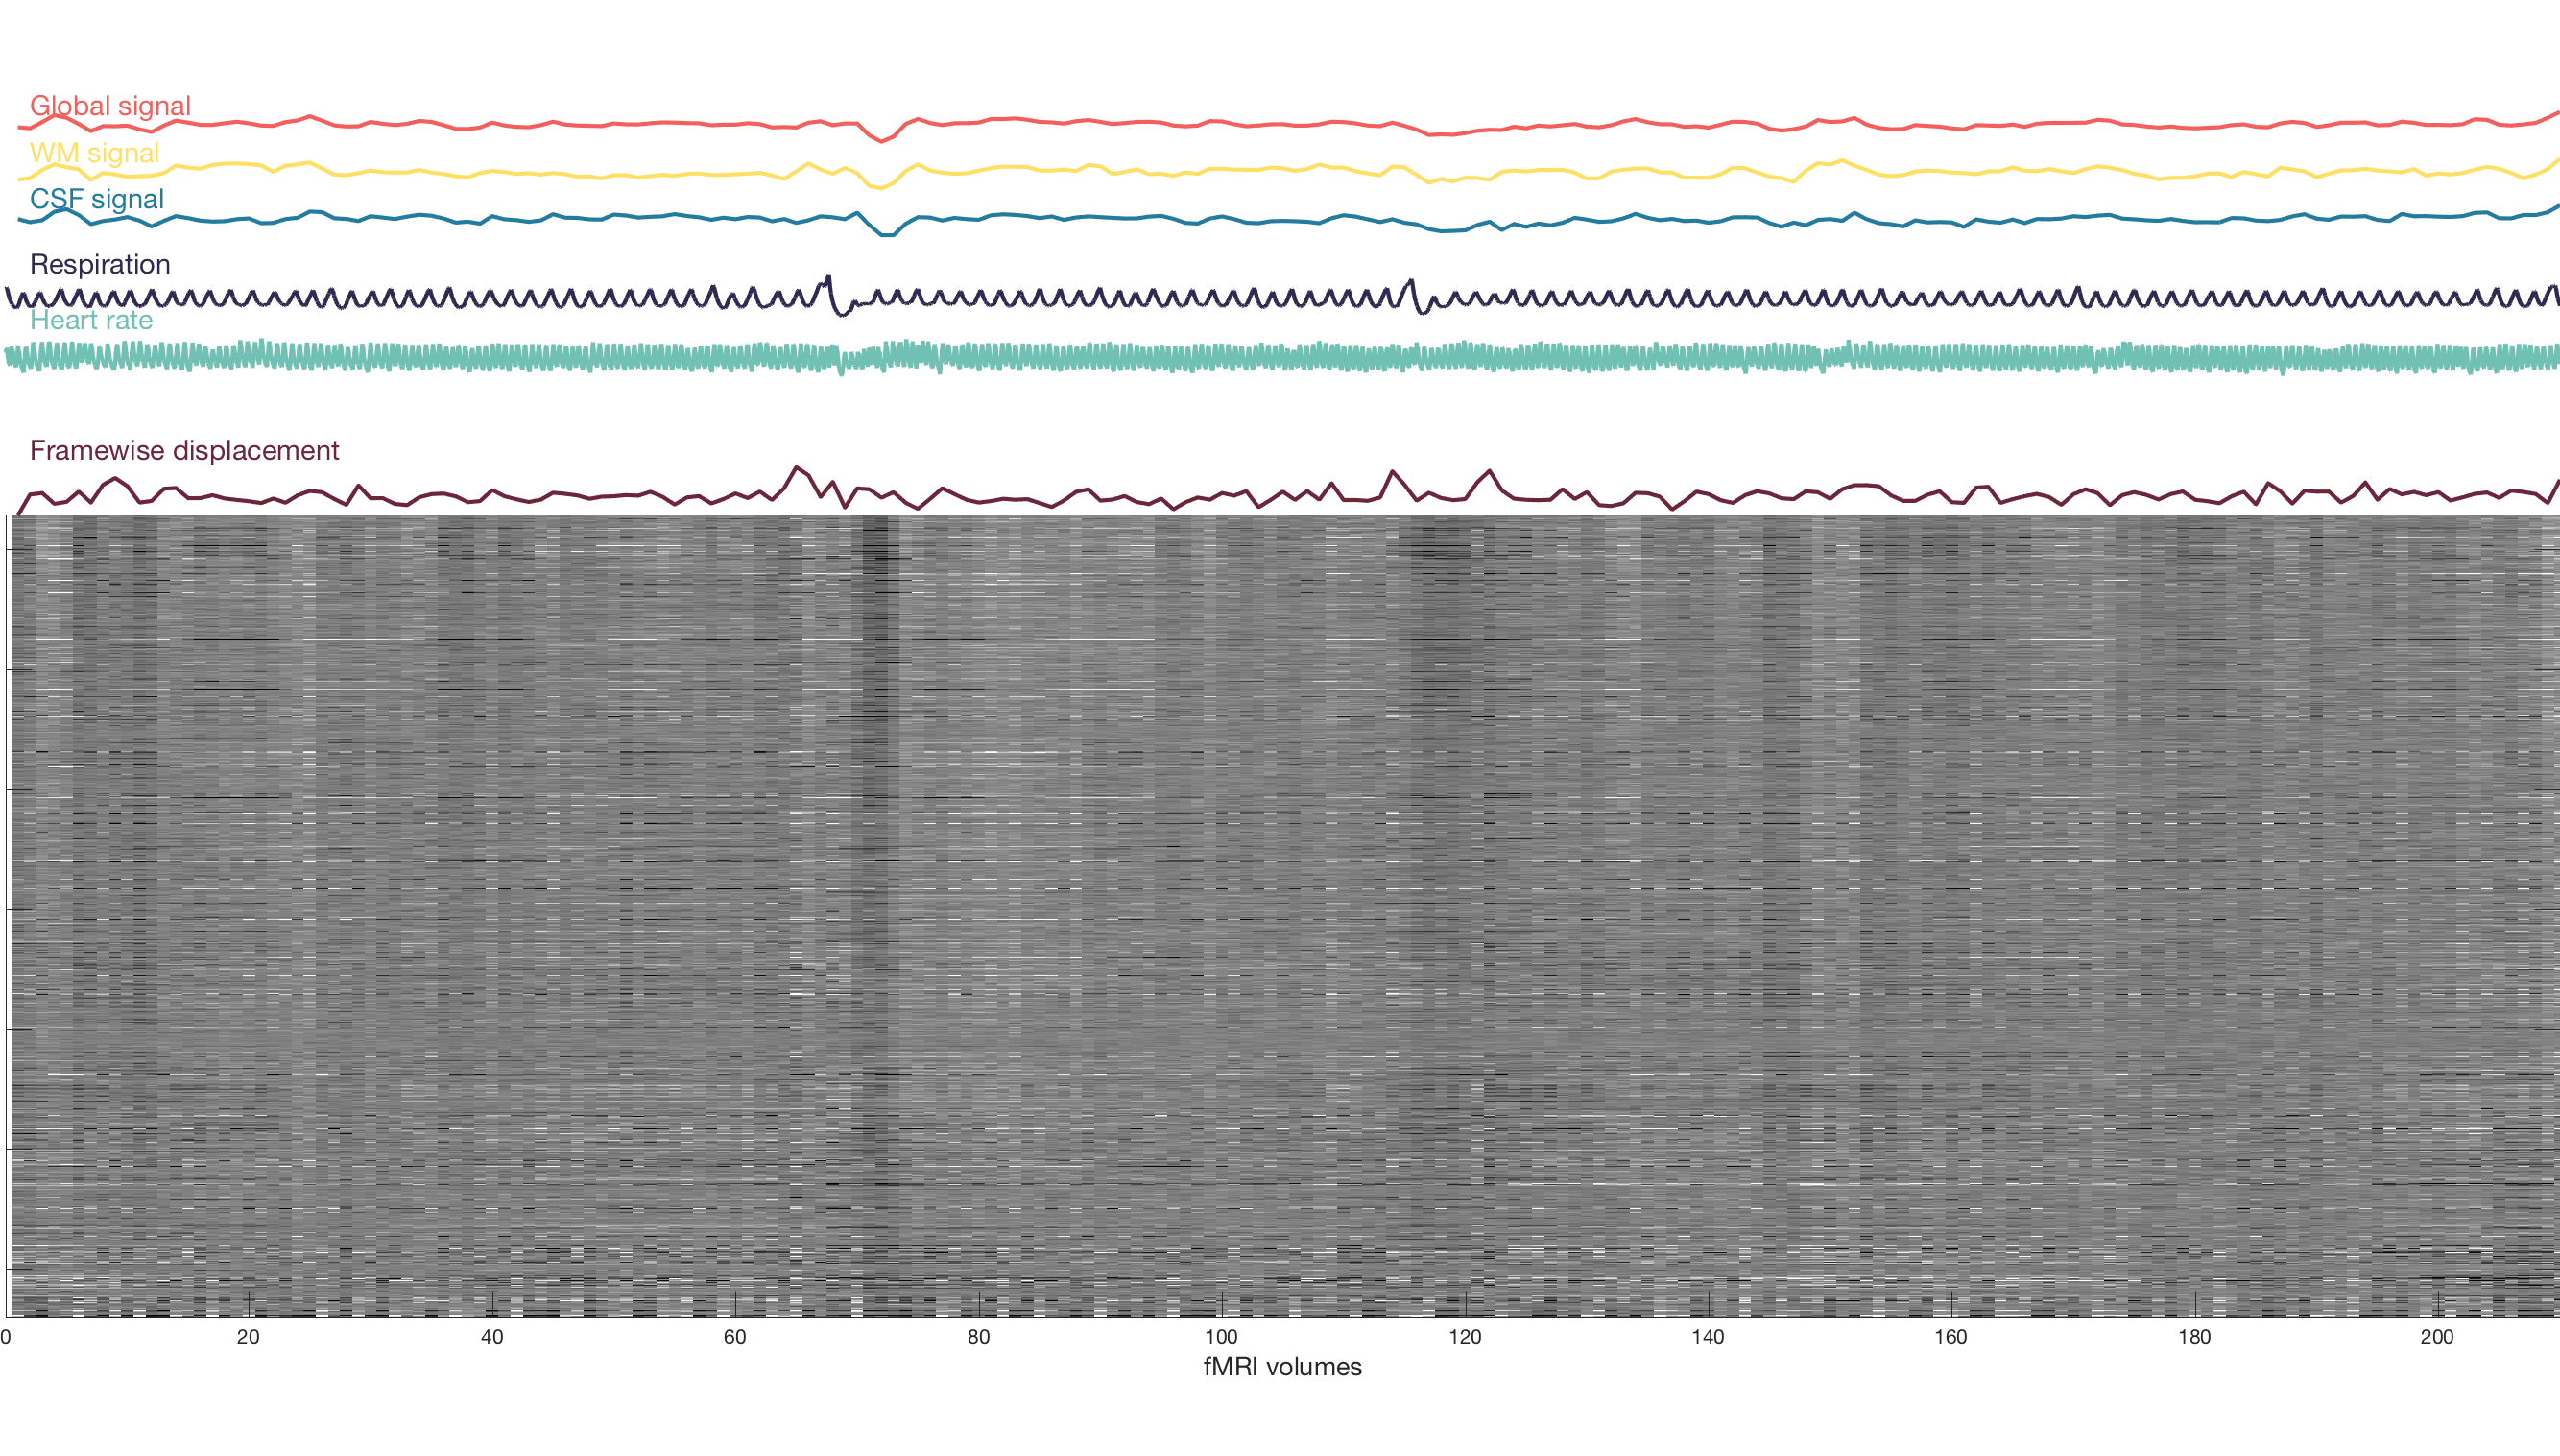 Global signal
WM signal
CSF signal
Respiration
Heart rate
Framewise displacement
0 20 40 60 80 100 120 140 160 180 200
fMRI volumes